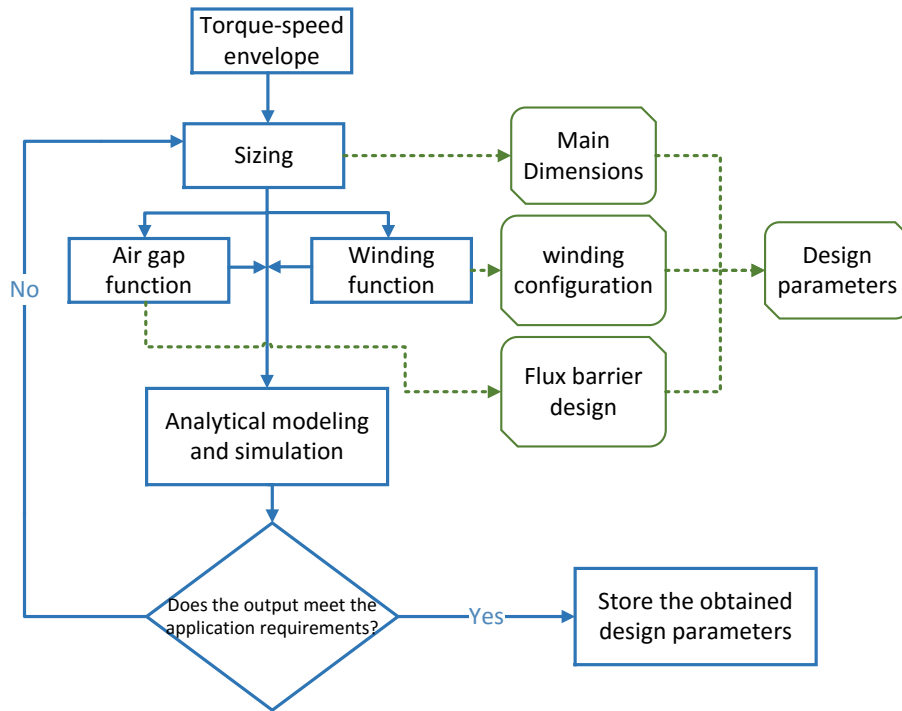 Torque-speed
envelope
Sizing
Main
Dimensions
Air gap
function
Winding
function
winding
configuration
Design
parameters
No
Flux barrier
design
Analytical modeling
and simulation
Does the output meet the
application requirements?
Yes
Store the obtained
design parameters